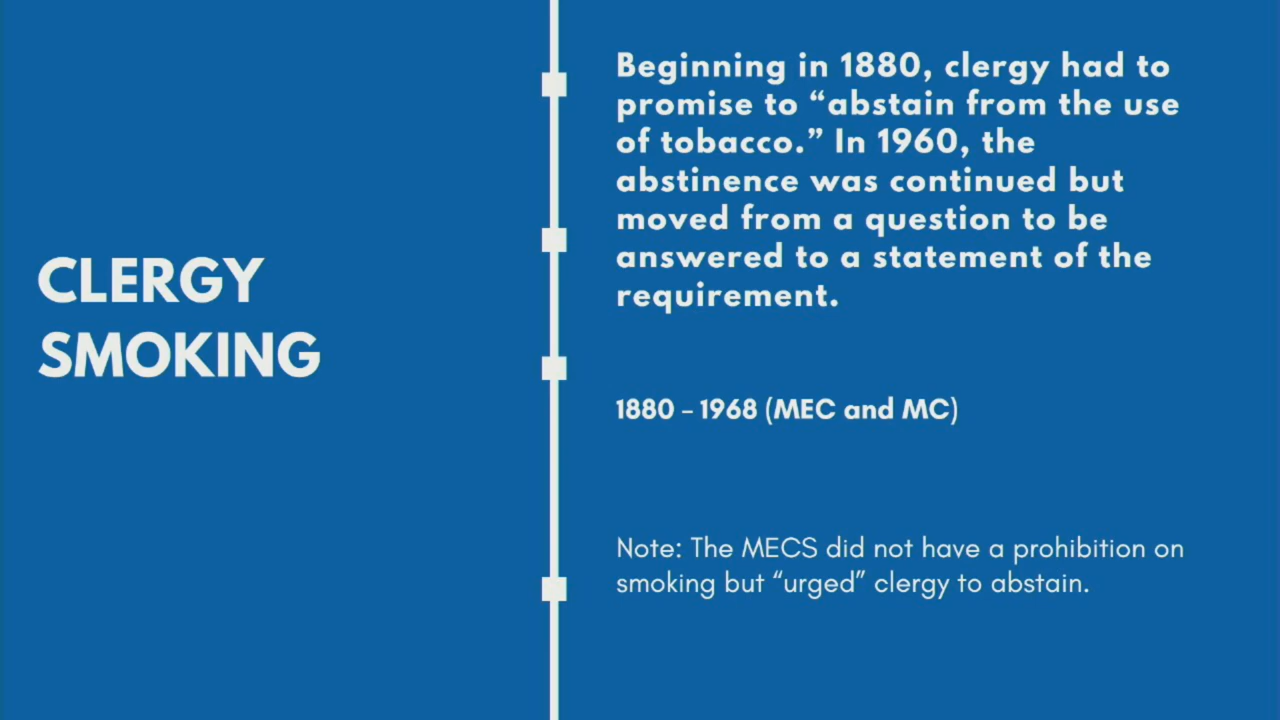 CLERGY
SMOKING
Beginning in 1880, clergy had to
promise to “abstain from the use
of tobacco.” In 1960, the
abstinence was continued but
moved from a question to be
answered to a statement of the
requirement.
1880 – 1968 (MEC and MC)
Note: The MECS did not have a prohibition on
smoking but “urged” clergy to abstain.